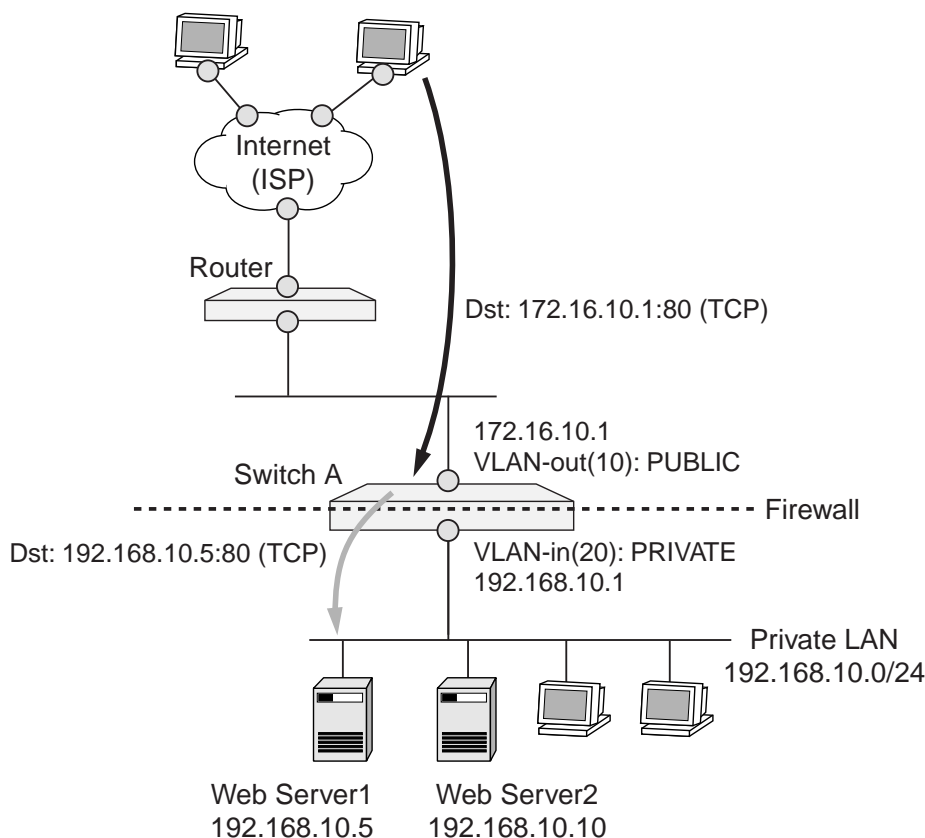 Internet
(ISP)
Router
Dst: 172.16.10.1:80 (TCP)
172.16.10.1
VLAN-out(10): PUBLIC
Switch A
Firewall
Dst: 192.168.10.5:80 (TCP)
VLAN-in(20): PRIVATE
192.168.10.1
Private LAN
192.168.10.0/24
Web Server1
192.168.10.5
Web Server2
192.168.10.10